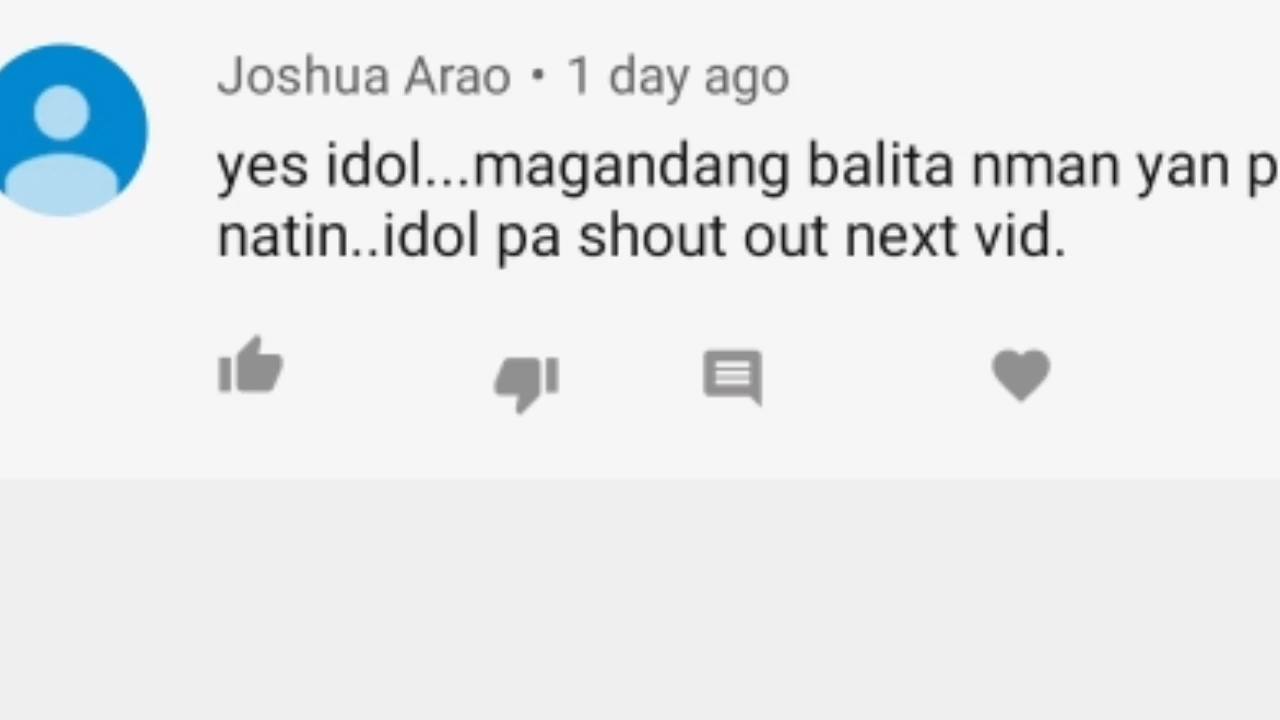 Joshua Arao • 1 day ago
yes idol...magandang balita nman yan
natin..idol pa shout out next vid.